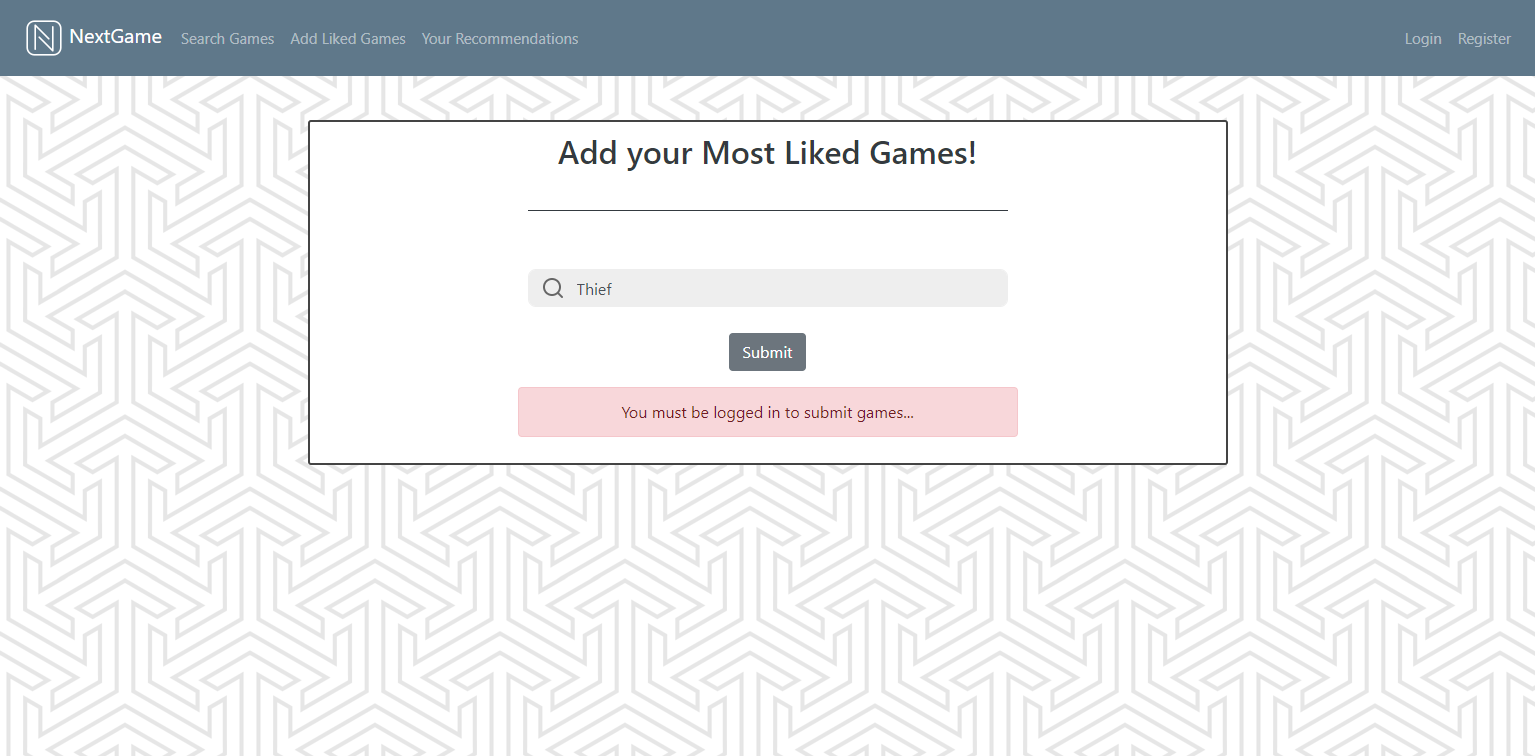 NextGame Search Games Add Liked Games Your Recommendations Login Register
Add your Most Liked Games!
Thief
Submit
You must be logged in to submit games...